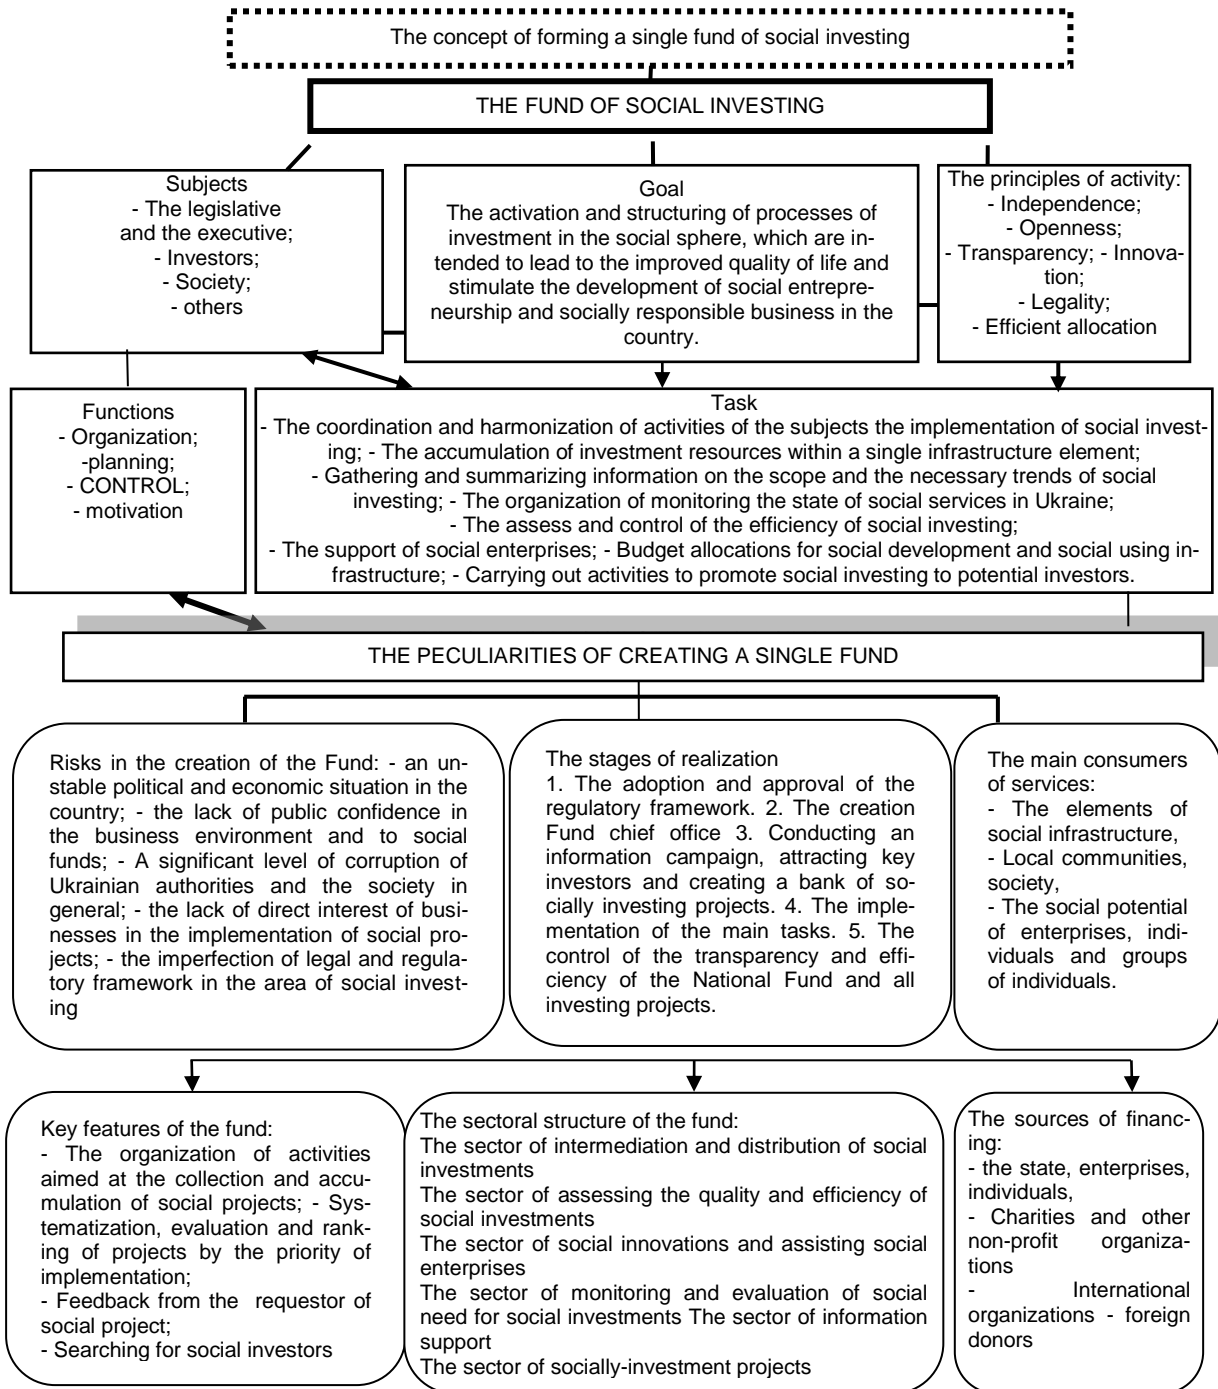 The concept of forming a single fund of social investing
THE FUND OF SOCIAL INVESTING
Subjects
- The legislative
and the executive;
- Investors;
- Society;
- others
Goal
The activation and structuring of processes of
investment in the social sphere, which are in-
tended to lead to the improved quality of life and
stimulate the development of social entrepre-
neurship and socially responsible business in the
country.
The principles of activity:
- Independence;
- Openness;
- Transparency; - Innova-
tion;
- Legality;
- Efficient allocation
Functions
- Organization;
-planning;
- CONTROL;
- motivation
Task
- The coordination and harmonization of activities of the subjects the implementation of social invest-
ing; - The accumulation of investment resources within a single infrastructure element;
- Gathering and summarizing information on the scope and the necessary trends of social
investing; - The organization of monitoring the state of social services in Ukraine;
- The assess and control of the efficiency of social investing;
- The support of social enterprises; - Budget allocations for social development and social using in-
frastructure; - Carrying out activities to promote social investing to potential investors.
THE PECULIARITIES OF CREATING A SINGLE FUND
Risks in the creation of the Fund: - an un-
stable political and economic situation in the
country; - the lack of public confidence in
the business environment and to social
funds; - A significant level of corruption of
Ukrainian authorities and the society in
general; - the lack of direct interest of busi-
nesses in the implementation of social pro-
jects; - the imperfection of legal and regula-
tory framework in the area of social invest-
ing
The stages of realization
1. The adoption and approval of the
regulatory framework. 2. The creation
Fund chief office 3. Conducting an
information campaign, attracting key
investors and creating a bank of so-
cially investing projects. 4. The imple-
mentation of the main tasks. 5. The
control of the transparency and effi-
ciency of the National Fund and all
investing projects.
The main consumers
of services:
- The elements of
social infrastructure,
- Local communities,
society,
- The social potential
of enterprises, indi-
viduals and groups
of individuals.
Key features of the fund:
- The organization of activities
aimed at the collection and accu-
mulation of social projects; - Sys-
tematization, evaluation and rank-
ing of projects by the priority of
implementation;
- Feedback from the requestor of
social project;
- Searching for social investors
The sectoral structure of the fund:
The sector of intermediation and distribution of social
investments
The sector of assessing the quality and efficiency of
social investments
The sector of social innovations and assisting social
enterprises
The sector of monitoring and evaluation of social
need for social investments The sector of information
support
The sector of socially-investment projects
The sources of financ-
ing:
- the state, enterprises,
individuals,
- Charities and other
non-profit organiza-
tions
- International
organizations - foreign
donors